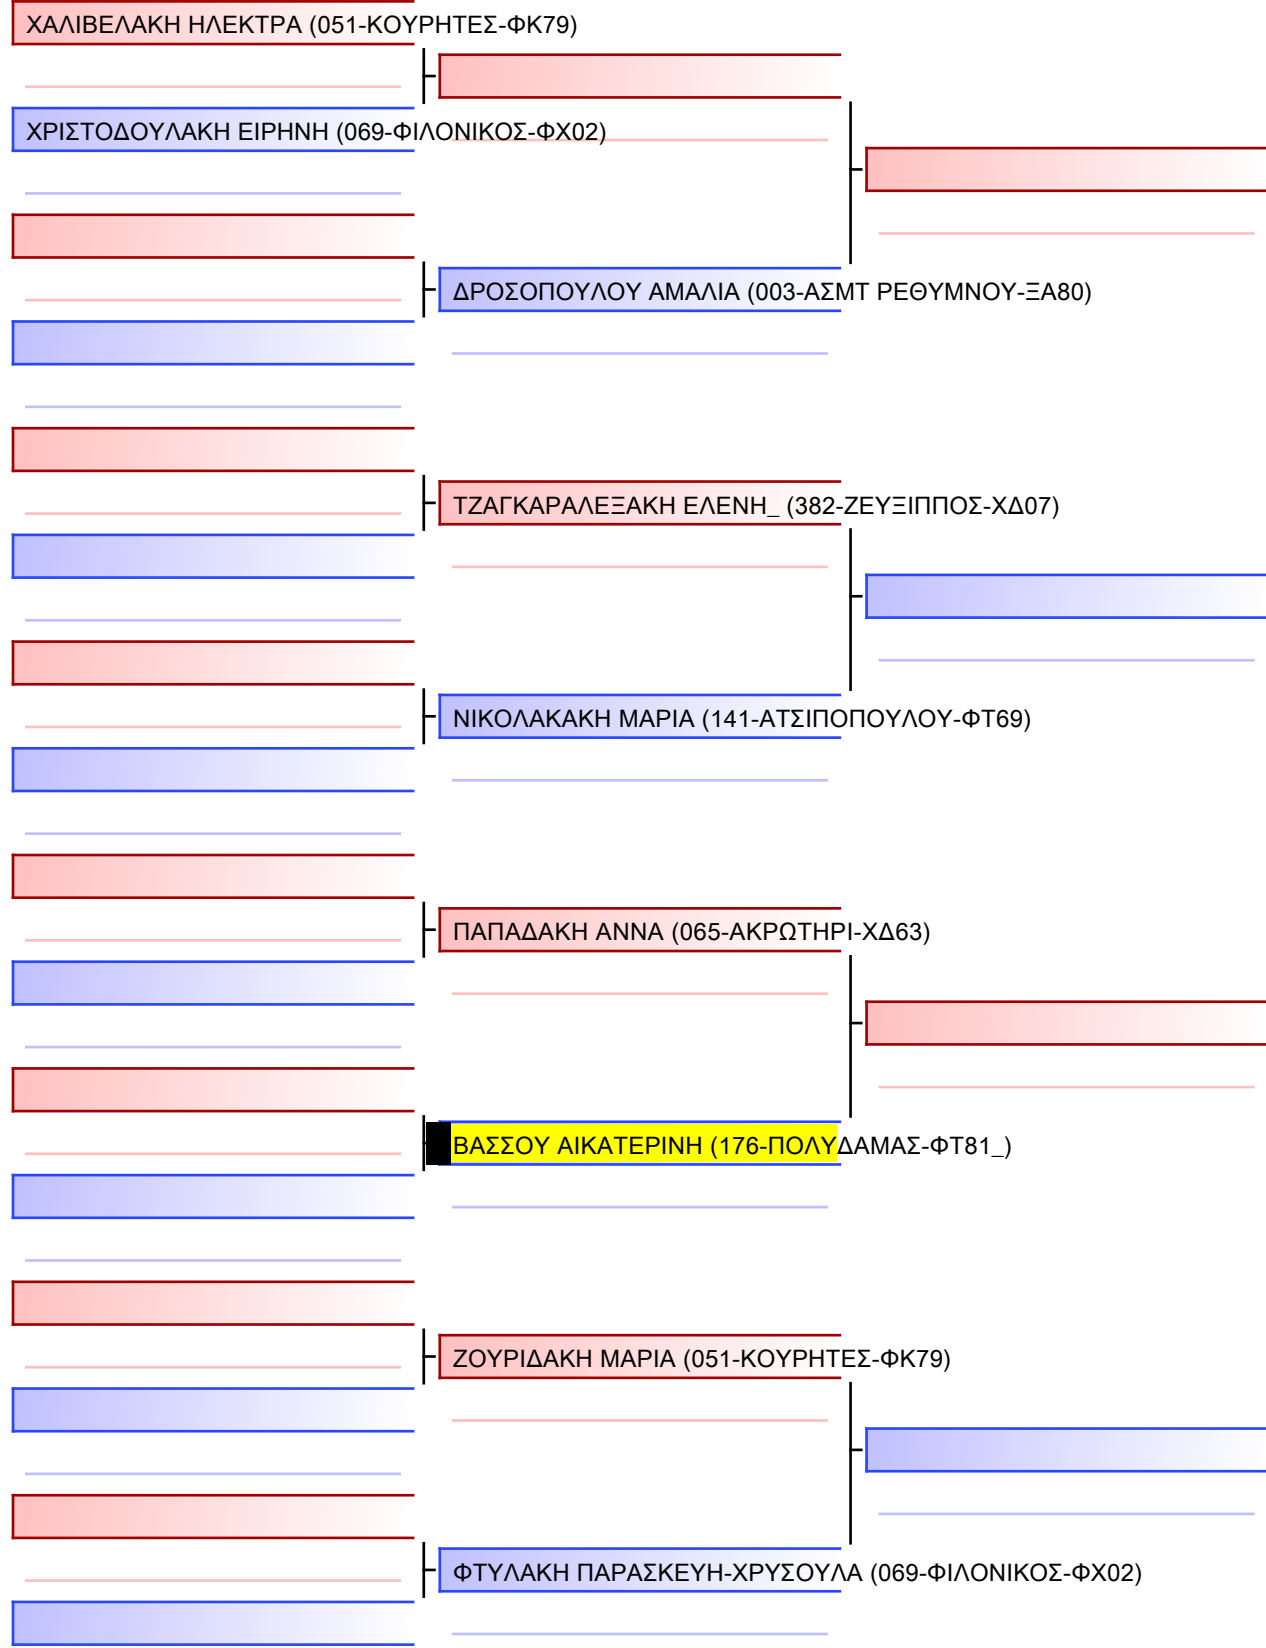 ΧΑΛΙΒΕΛΑΚΗ ΗΛΕΚΤΡΑ (051-ΚΟΥΡΗΤΕΣ-ΦΚ79)
ΧΡΙΣΤΟΔΟΥΛΑΚΗ ΕΙΡΗΝΗ (069-ΦΙΛΟΝΙΚΟΣ-ΦΧ02)
ΔΡΟΣΟΠΟΥΛΟΥ ΑΜΑΛΙΑ (003-ΑΣΜΤ ΡΕΘΥΜΝΟΥ-ΞΑ80)
ΤΖΑΓΚΑΡΑΛΕΞΑΚΗ ΕΛΕΝΗ_ (382-ΖΕΥΞΙΠΠΟΣ-ΧΔ07)
ΝΙΚΟΛΑΚΑΚΗ ΜΑΡΙΑ (141-ΑΤΣΙΠΟΠΟΥΛΟΥ-ΦΤ69)
ΠΑΠΑΔΑΚΗ ΑΝΝΑ (065-ΑΚΡΩΤΗΡΙ-ΧΔ63)
ΒΑΣΣΟΥ ΑΙΚΑΤΕΡΙΝΗ (176-ΠΟΛΥΔΑΜΑΣ-ΦΤ81_)
ΖΟΥΡΙΔΑΚΗ ΜΑΡΙΑ (051-ΚΟΥΡΗΤΕΣ-ΦΚ79)
ΦΤΥΛΑΚΗ ΠΑΡΑΣΚΕΥΗ-ΧΡΥΣΟΥΛΑ (069-ΦΙΛΟΝΙΚΟΣ-ΦΧ02)